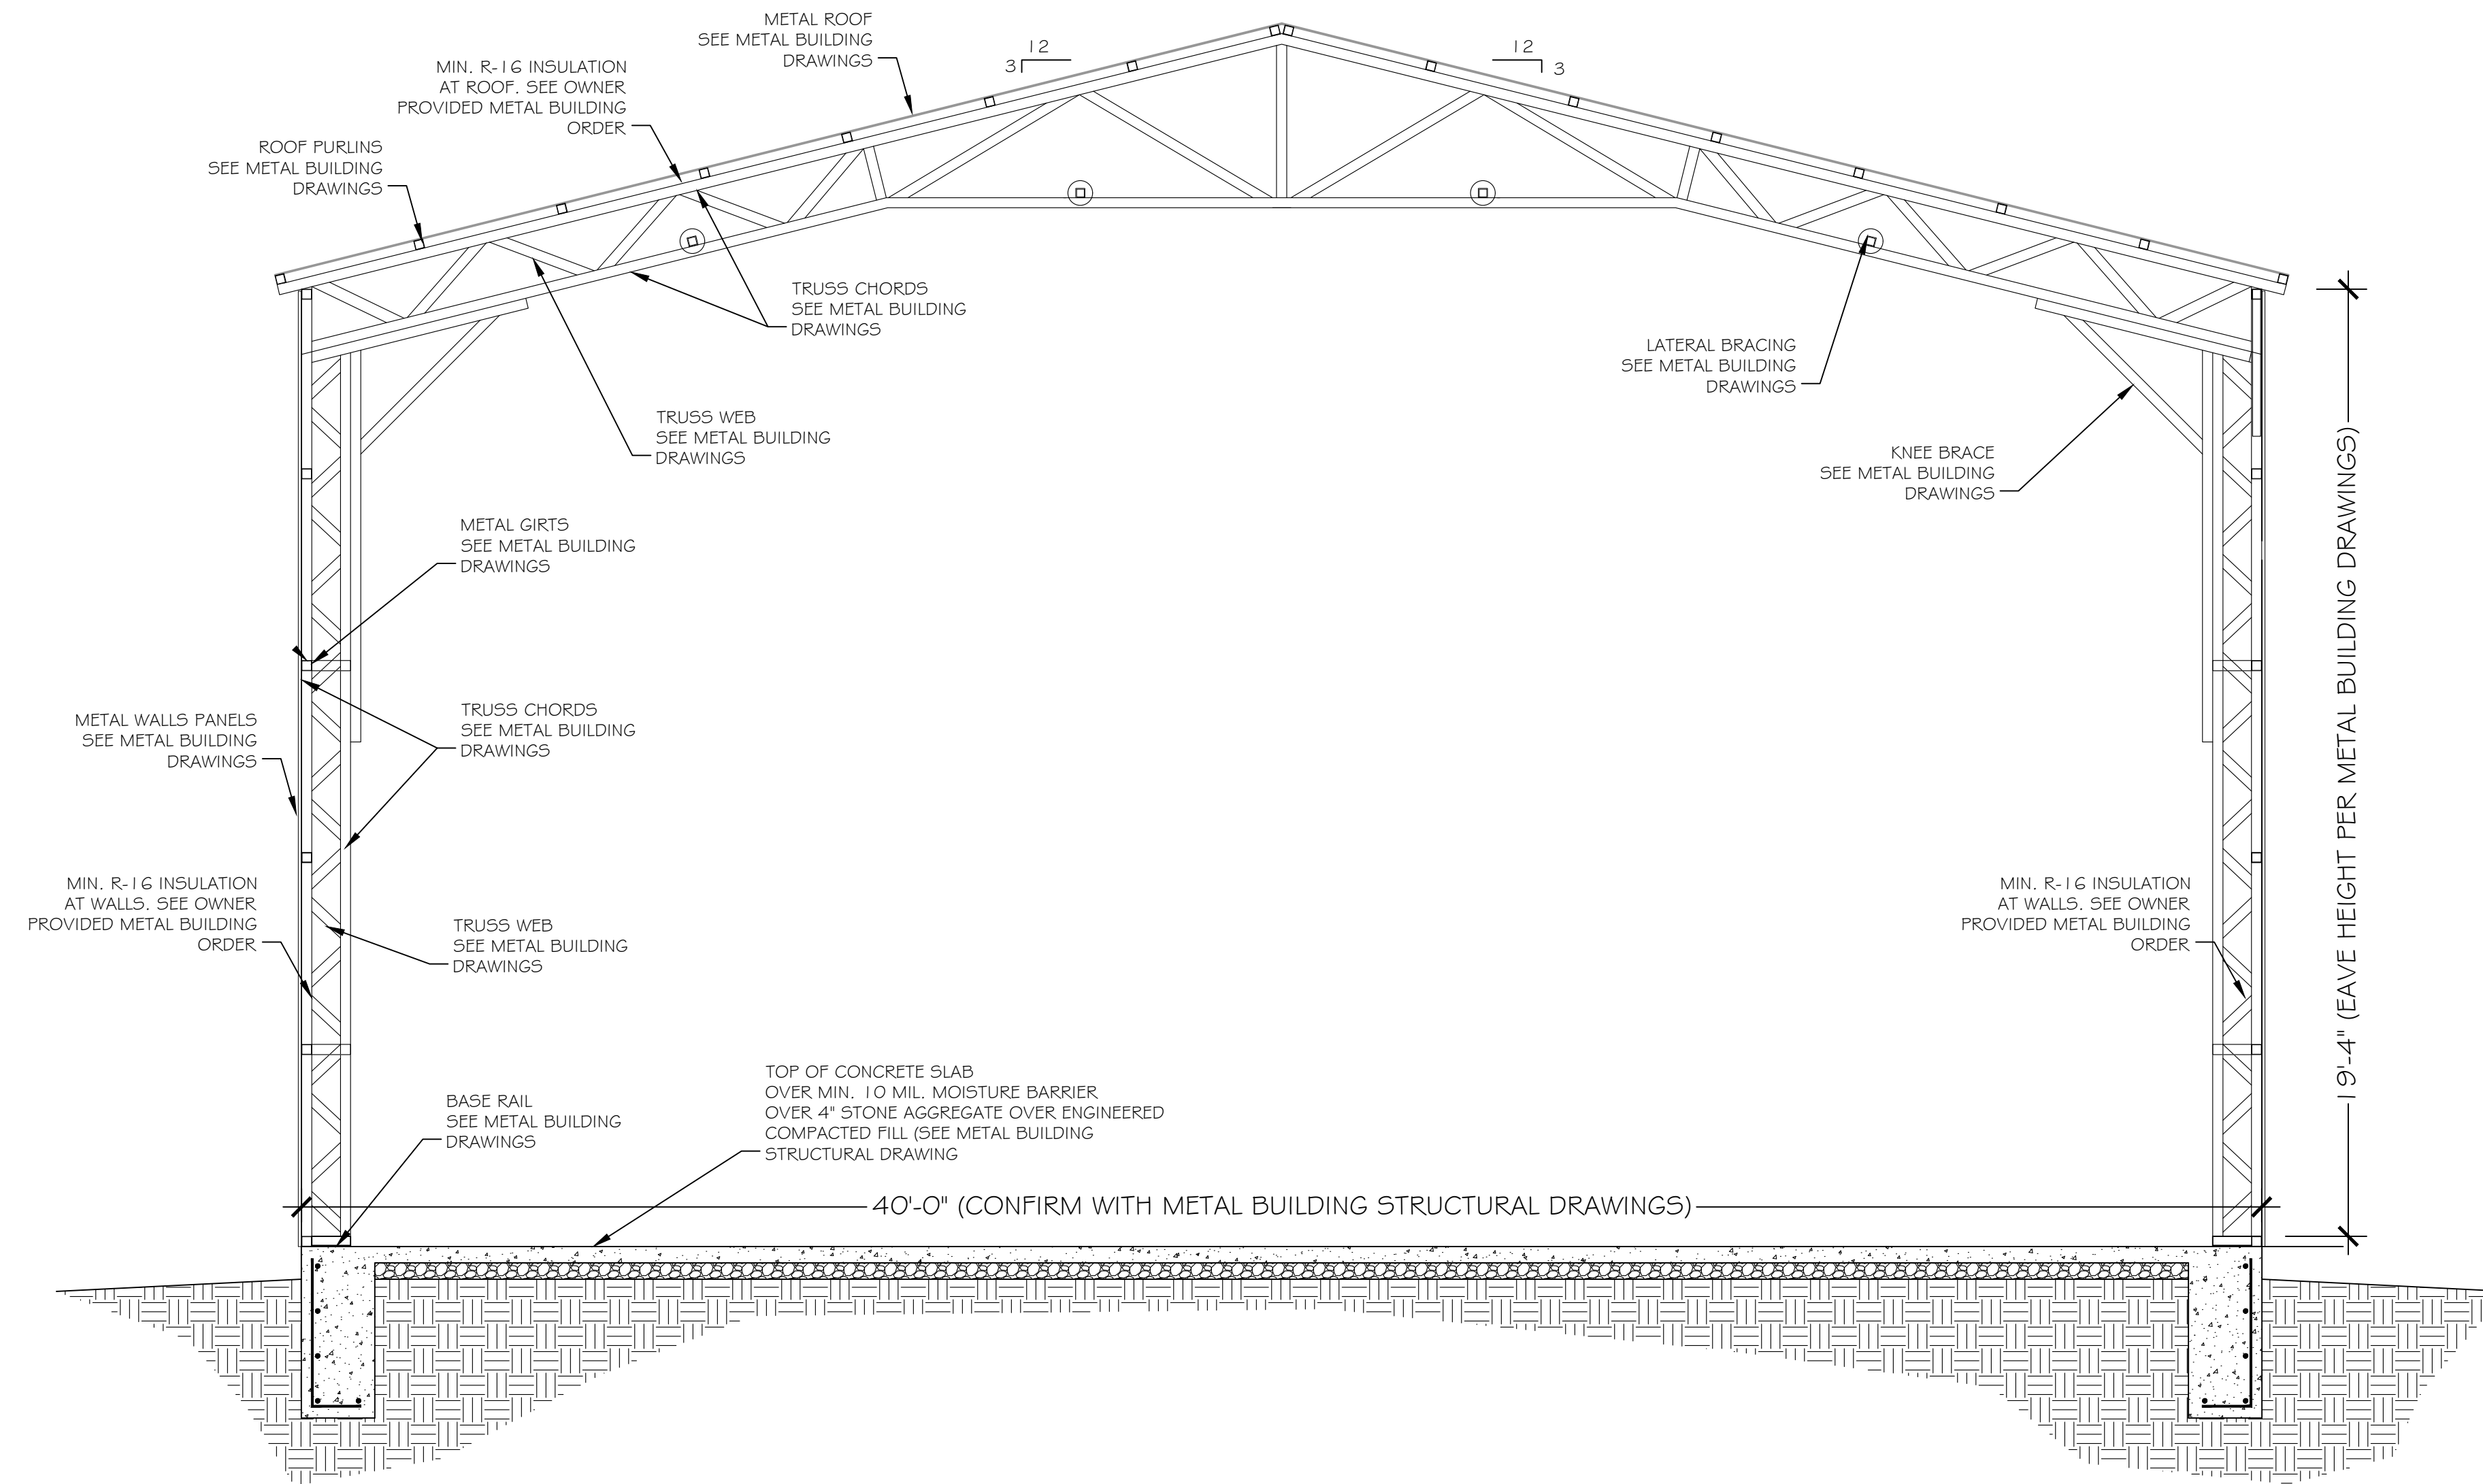 METAL ROOF
SEE METAL BUILDING
DRAWINGS
12
3
12
3
MIN. R-16 INSULATION
AT ROOF. SEE OWNER
PROVIDED METAL BUILDING
ORDER
ROOF PURLINS
SEE METAL BUILDING
DRAWINGS
TRUSS CHORDS
SEE METAL BUILDING
DRAWINGS
LATERAL BRACING
SEE METAL BUILDING
DRAWINGS
TRUSS WEB
SEE METAL BUILDING
DRAWINGS
KNEE BRACE
SEE METAL BUILDING
DRAWINGS
METAL GIRTS
SEE METAL BUILDING
DRAWINGS
TRUSS CHORDS
SEE METAL BUILDING
DRAWINGS
METAL WALLS PANELS
SEE METAL BUILDING
DRAWINGS
MIN. R-16 INSULATION
AT WALLS. SEE OWNER
PROVIDED METAL BUILDING
ORDER
TRUSS WEB
SEE METAL BUILDING
DRAWINGS
MIN. R-16 INSULATION
AT WALLS. SEE OWNER
PROVIDED METAL BUILDING
ORDER
19'-4" (EAVE HEIGHT PER METAL BUILDING DRAWINGS)
BASE RAIL
SEE METAL BUILDING
DRAWINGS
TOP OF CONCRETE SLAB
OVER MIN. 10 MIL. MOISTURE BARRIER
OVER 4" STONE AGGREGATE OVER ENGINEERED
COMPACTED FILL (SEE METAL BUILDING
STRUCTURAL DRAWING
40'-0" (CONFIRM WITH METAL BUILDING STRUCTURAL DRAWINGS)